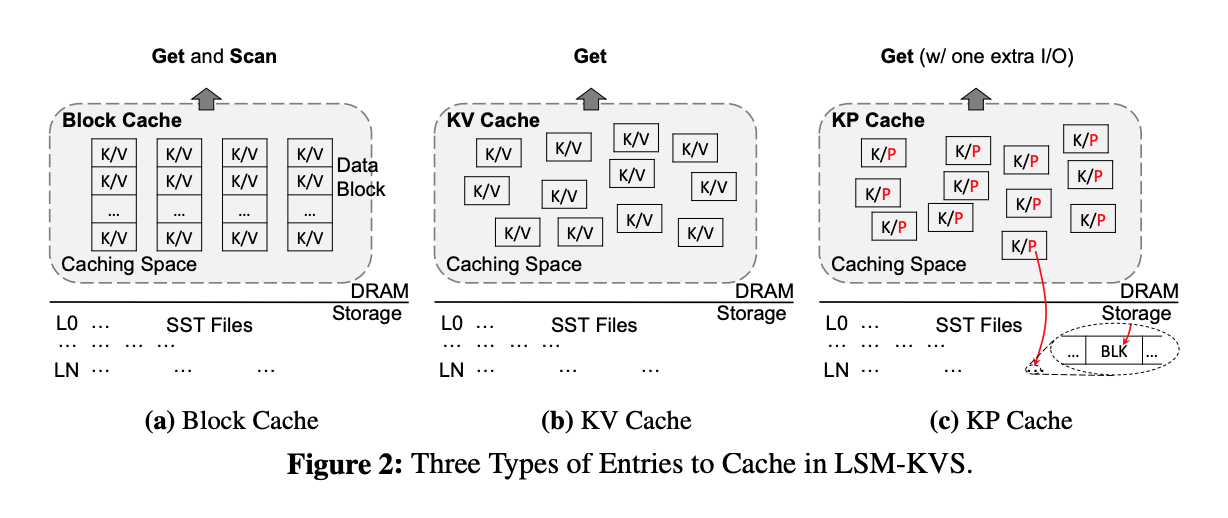 Get and Scan
Block Cache
K/V K/V K/V K/V
K/V K/V K/V K/V
... ... ... ...
K/V K/V K/V K/V
Data
Block
Caching Space
DRAM
Storage
L0 ... SST Files
... ... ... ...
LN ... ... ...
(a) Block Cache
Get
KV Cache
K/V K/V K/V K/V
K/V K/V K/V K/V
K/V K/V K/V K/V
Caching Space
DRAM
Storage
L0 ... SST Files
... ... ... ...
LN ... ... ...
(b) KV Cache
Get (w/ one extra I/O)
KP Cache
K/P K/P K/P K/P
K/P K/P K/P
K/P K/P K/P K/P
K/P
Caching Space
DRAM
Storage
L0 ... SST Files
... ... ... ...
LN ... ... ...
... BLK ...
(c) KP Cache
Figure 2: Three Types of Entries to Cache in LSM-KVS.